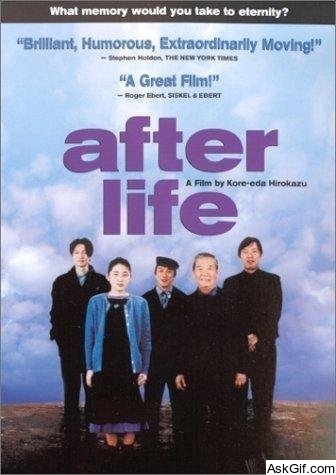 What memory would you take to eternity?
"Brilliant, Humorous, Extraordinarily Moving!"
— Stephen Holden, THE NEW YORK TIMES
"A Great Film!"
— Roger Ebert, SISKEL & EBERT
after
life
A Film by Kore-eda Hirokazu
AskGif.com